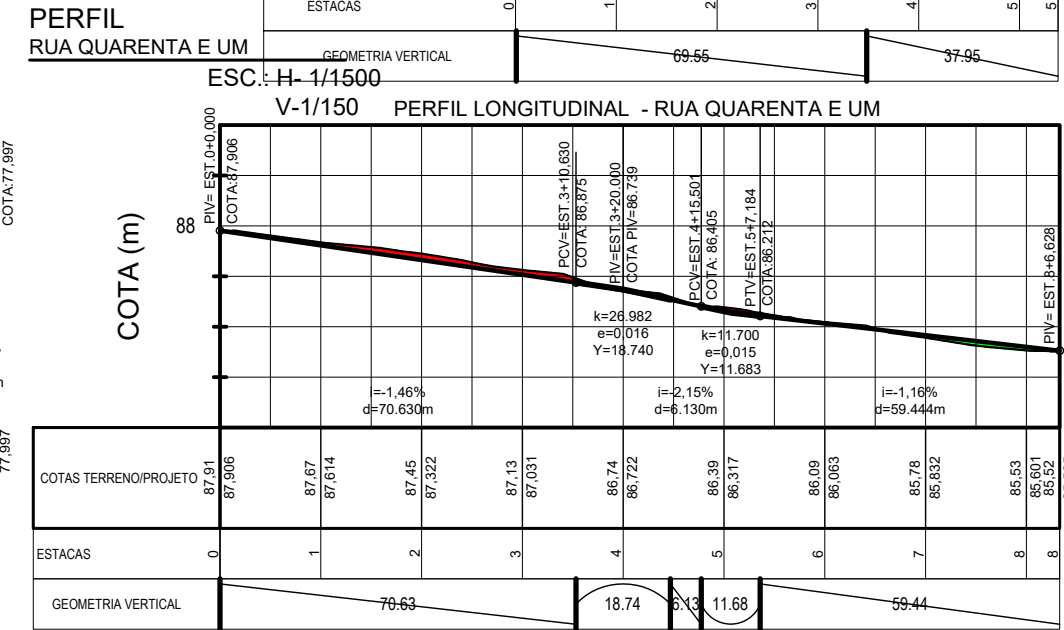 ESTACAS
0
1
2
3
4
5
5
PERFIL
RUA QUARENTA E UM
GEOMETRIA VERTICAL
69.55
37.95
ESC.: H- 1/1500
V-1/150
PERFIL LONGITUDINAL - RUA QUARENTA E UM
COTA:77,997
77,997
COTA (m)
88
PIV= EST.0+0,000
COTA:87,906
PCV=EST.3+10,630
COTA: 86,875
PIV=EST.3+20.000
COTA PIV=86.739
PCV=EST.4+15.501
COTA: 86,405
PTV=EST.5+7,184
COTA:86.212
PIV= EST.8+6,628
k=26.982
e=0,016
Y=18.740
k=11.700
e=0,015
Y=11.683
i=-1,46%
d=70.630m
i=-2,15%
d=6.130m
i=-1,16%
d=59.444m
COTAS TERRENO/PROJETO
87,91
87,906
87,67
87,614
87,45
87,322
87,13
87,031
86,74
86,722
86,39
86,317
86,09
86,063
85,78
85,832
85,53
85,601
85,52
ESTACAS
0
1
2
3
4
5
6
7
8
8
GEOMETRIA VERTICAL
70.63
18.74
6.13
11.68
59.44